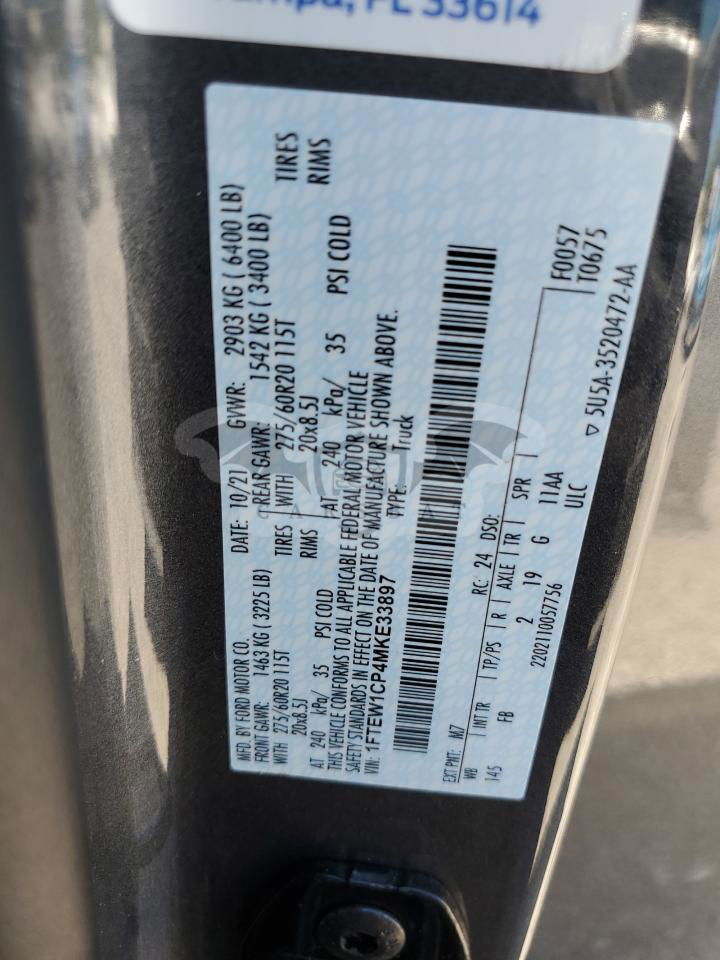 Tampa, FL 33614
MFD. BY FORD MOTOR CO. DATE: 10/21 GVWR: 2903 KG ( 6400 LB)
FRONT GAWR: 1463 KG ( 3225 LB) REAR GAWR: 1542 KG ( 3400 LB)
WITH 275/60R20 115T TIRES WITH 275/60R20 115T TIRES
20x8.5J RIMS 20x8.5J RIMS
AT 240 kPa/ 35 PSI COLD AT 240 kPa/ 35 PSI COLD
THIS VEHICLE CONFORMS TO ALL APPLICABLE FEDERAL MOTOR VEHICLE
SAFETY STANDARDS IN EFFECT ON THE DATE OF MANUFACTURE SHOWN ABOVE.
VIN: 1FTEW1CP4MKE33897 TYPE: Truck
EXT PNT: M7 RC: 24 DSO: F0057
WB INT TR TP/PS R AXLE TR SPR T0675
145 FB 2 19 G 11AA
ULC
2202110057756 5U5A-3520472-AA